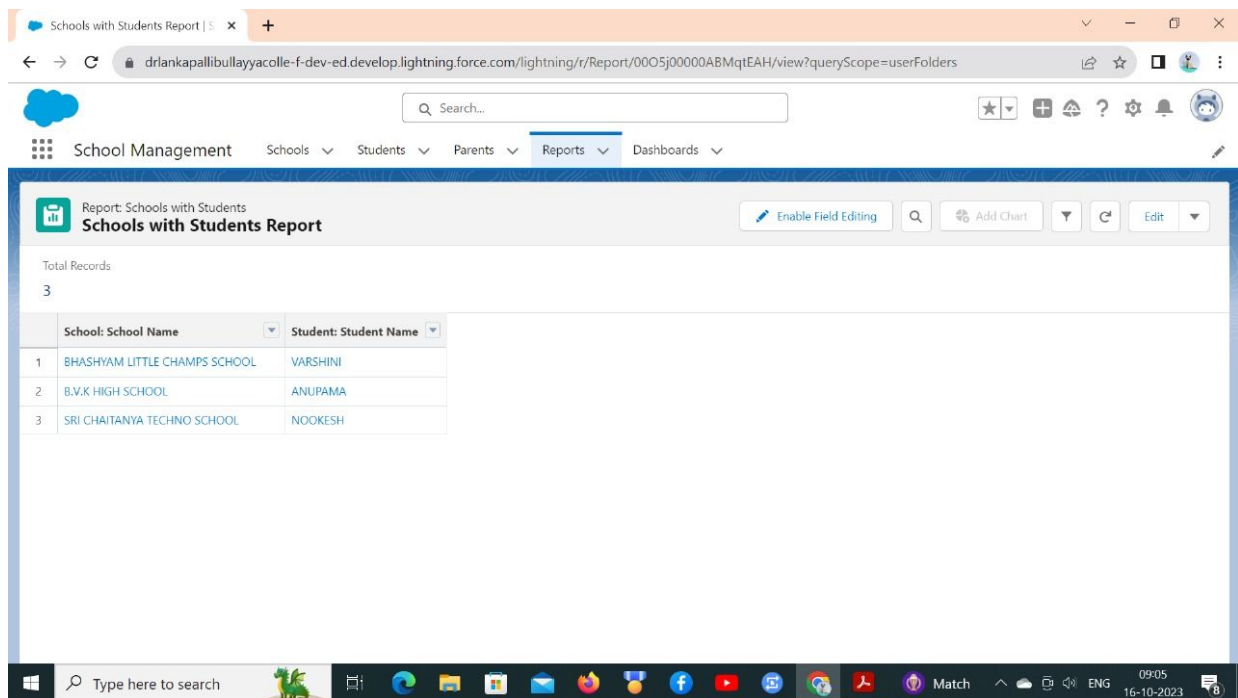 Schools with Students Report | S
drlankapallibullayyacolle-f-dev-ed.develop.lightning.force.com/lightning/r/Report/00O5j00000ABMqtEAH/view?queryScope=userFolders
Search...
School Management Schools Students Parents Reports Dashboards
Report: Schools with Students
Schools with Students Report
Enable Field Editing Add Chart Edit
Total Records
3
School: School Name Student: Student Name
1 BHASHYAM LITTLE CHAMPS SCHOOL VARSHINI
2 B.V.K HIGH SCHOOL ANUPAMA
3 SRI CHAITANYA TECHNO SCHOOL NOOKESH
Type here to search Match ENG 09:05
16-10-2023 8